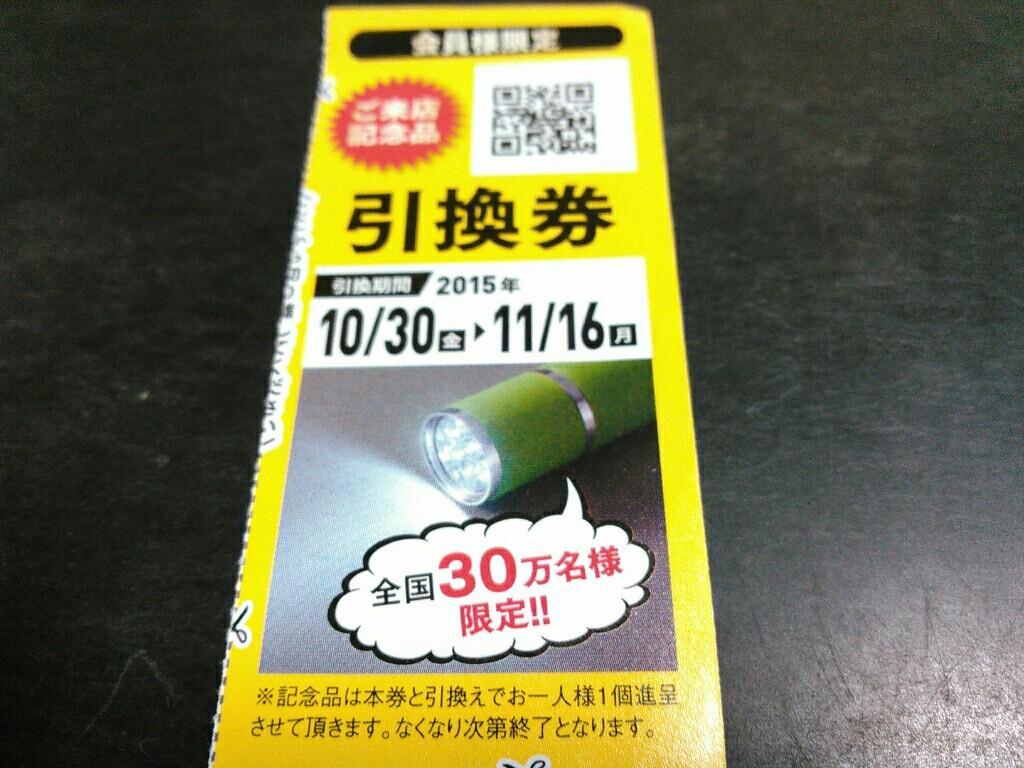 会員様限定
ご来店
記念品
引換券
引換期間 2015年
10/30金 11/16月
全国30万名様
限定!!
※記念品は本券と引換えでお一人様1個進呈
させて頂きます。なくなり次第終了となります。